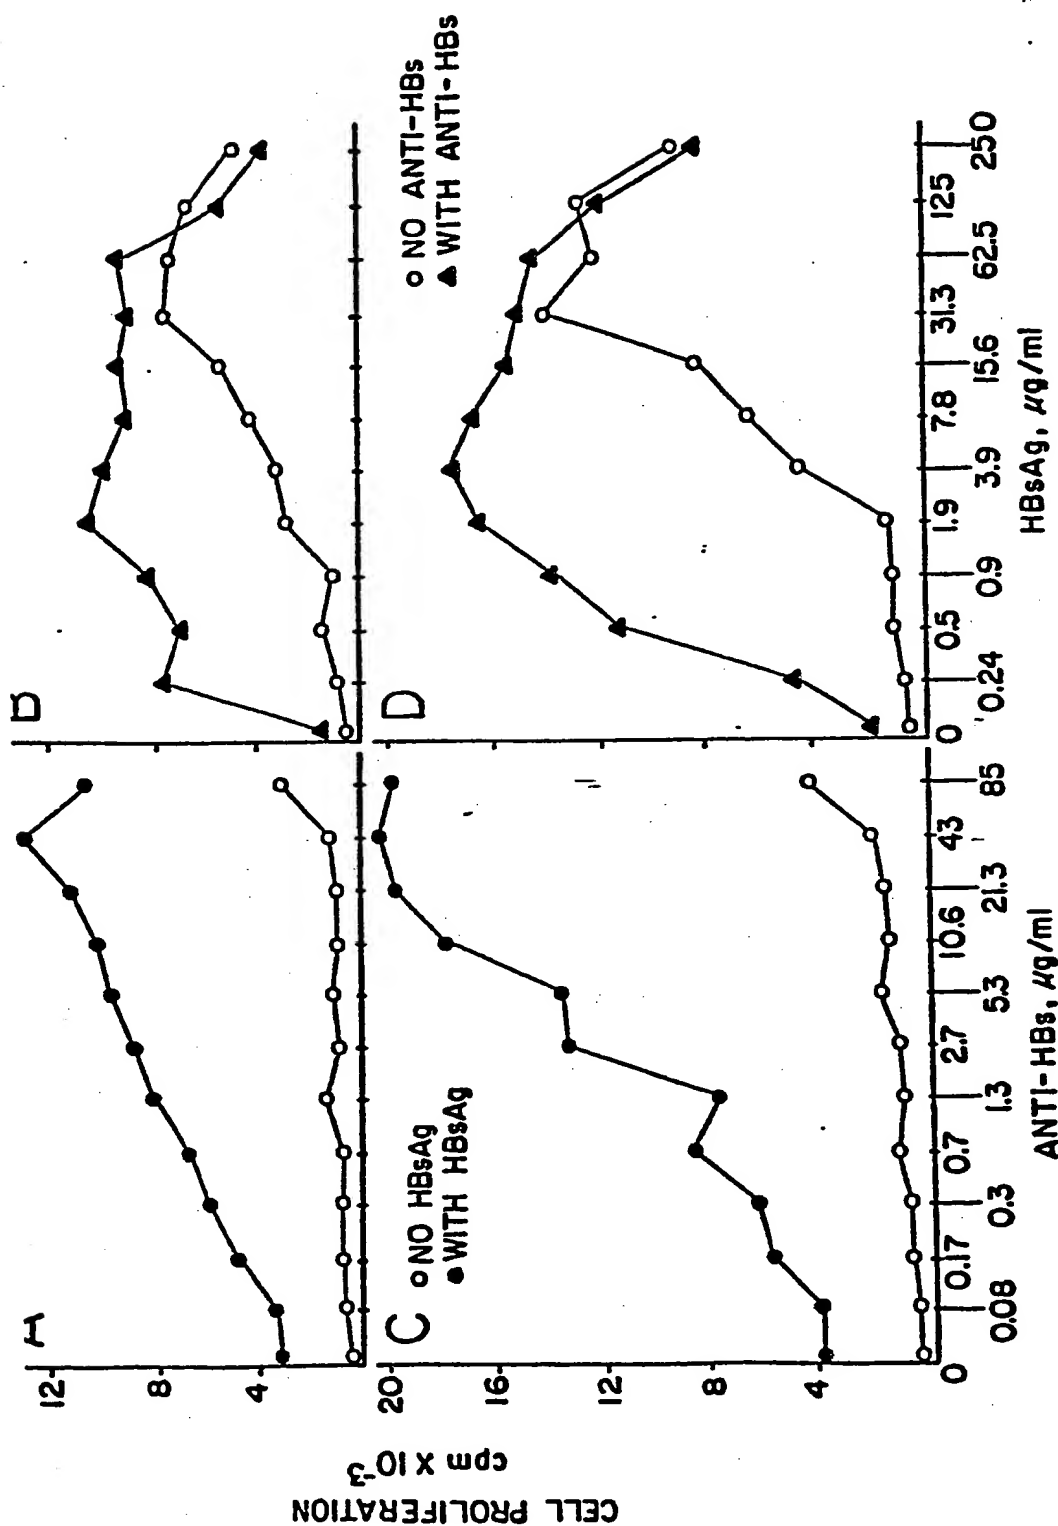 CELL PROLIFERATION
cpm X 10⁻³
A
12
8
4
B
C
NO HBsAg
WITH HBsAg
20
16
12
8
4
D
NO ANTI-HBs
WITH ANTI-HBs
0 0.08 0.17 0.3 0.7 1.3 2.7 5.3 10.6 21.3 43 85
ANTI-HBs, µg/ml
0 0.24 0.5 0.9 1.9 3.9 7.8 15.6 31.3 62.5 125 250
HBsAg, µg/ml